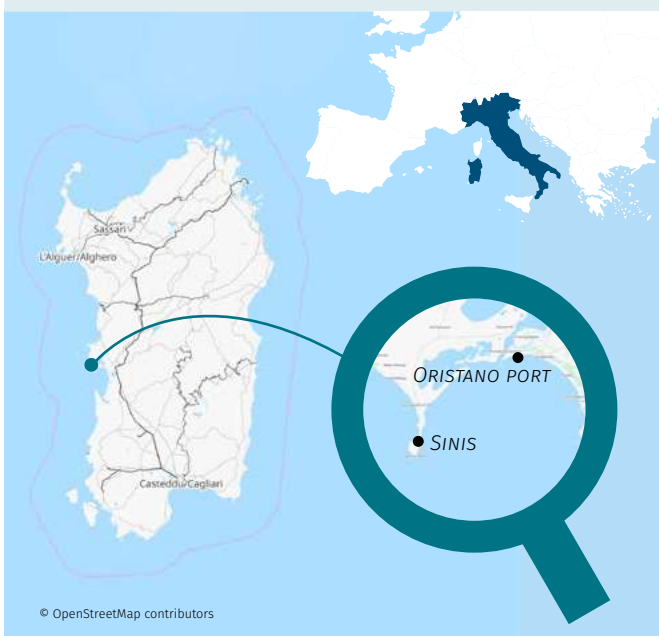 Sassari
L'Alguer/Alghero
ORISTANO PORT
SINIS
Casteddu/Cagliari
© OpenStreetMap contributors